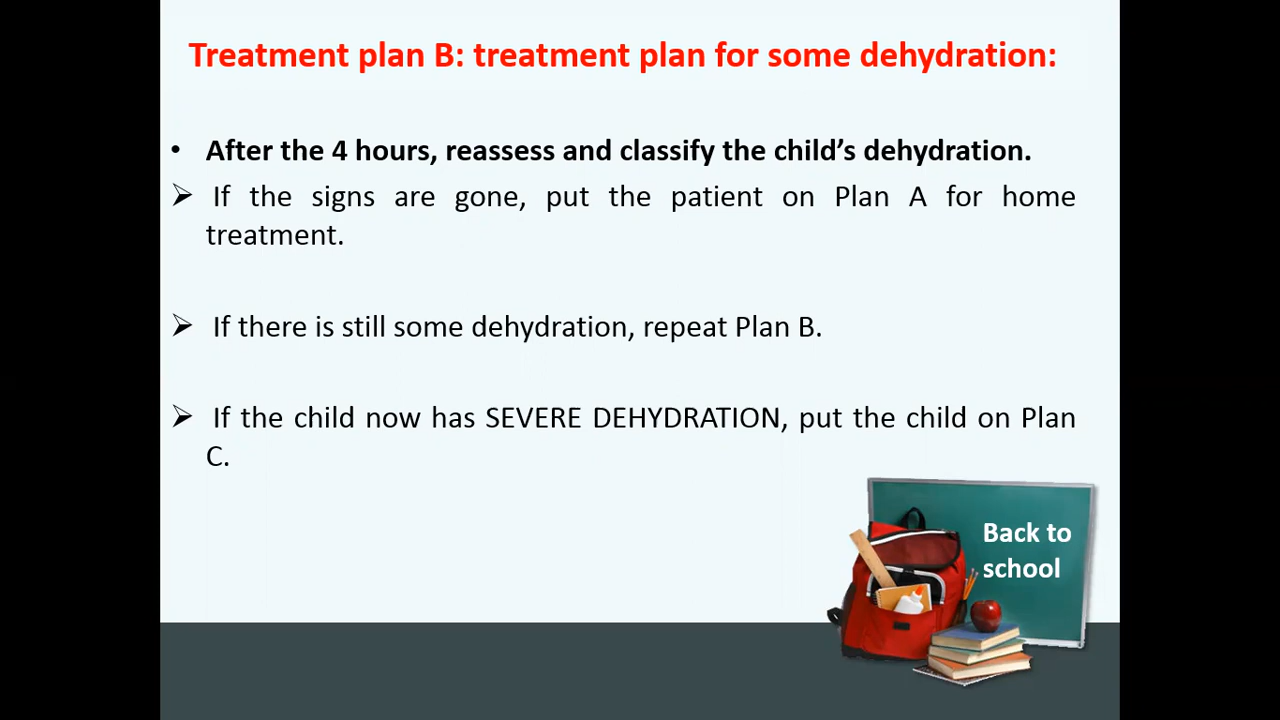 Treatment plan B: treatment plan for some dehydration:
• After the 4 hours, reassess and classify the child’s dehydration.
➢ If the signs are gone, put the patient on Plan A for home
treatment.
➢ If there is still some dehydration, repeat Plan B.
➢ If the child now has SEVERE DEHYDRATION, put the child on Plan
C.
Back to
school